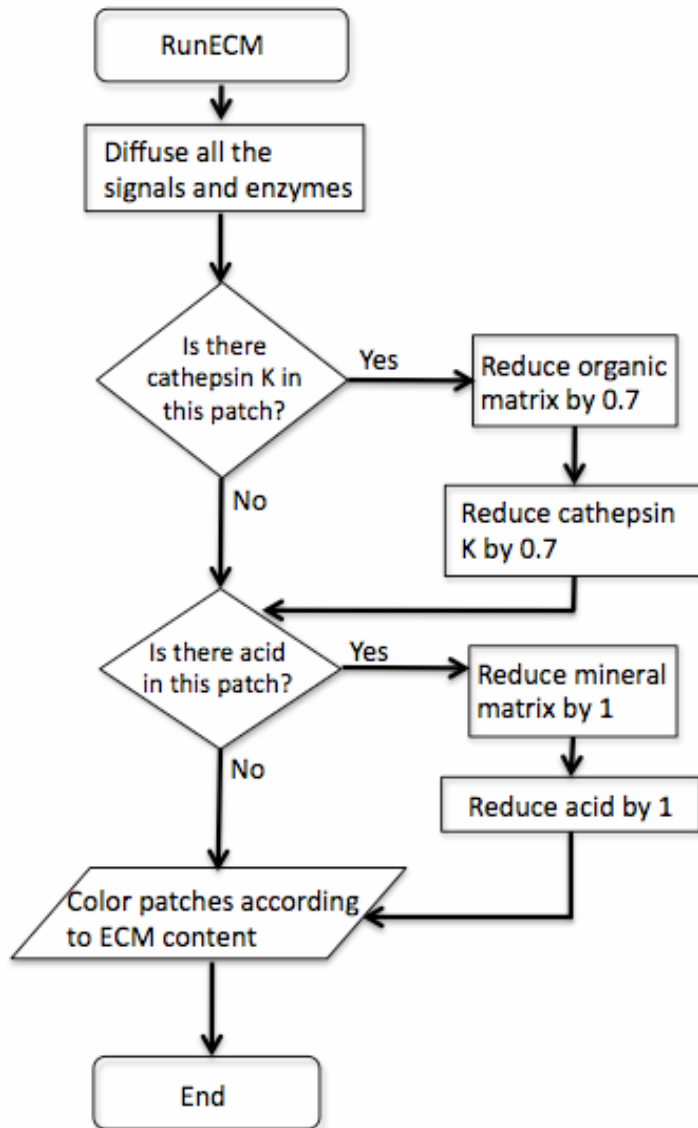 RunECM
Diffuse all the
signals and enzymes
Is there
cathepsin K in
this patch?
Yes
Reduce organic
matrix by 0.7
No
Reduce cathepsin
K by 0.7
Is there acid
in this patch?
Yes
Reduce mineral
matrix by 1
No
Reduce acid by 1
Color patches according
to ECM content
End